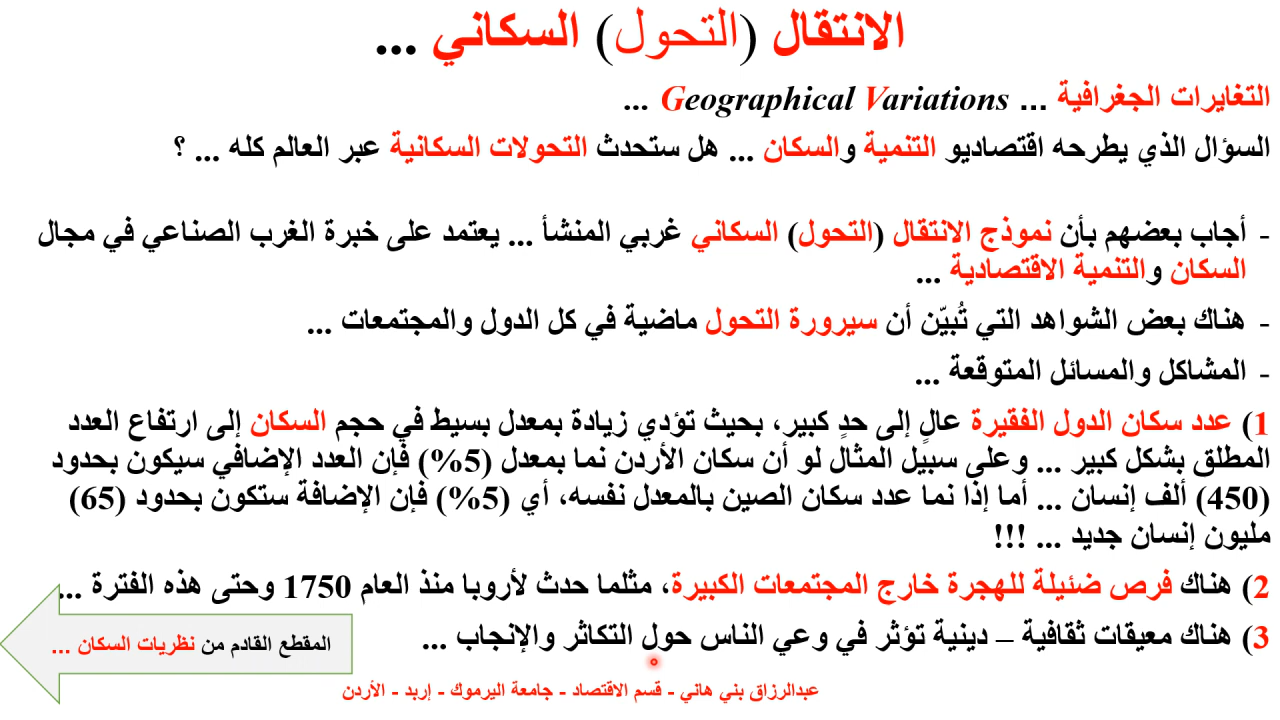 الانتقال (التحول) السكاني ...
التغايرات الجغرافية ... Geographical Variations ...
السؤال الذي يطرحه اقتصاديو التنمية والسكان ... هل ستحدث التحولات السكانية عبر العالم كله ... ؟
- أجاب بعضهم بأن نموذج الانتقال (التحول) السكاني غربي المنشأ ... يعتمد على خبرة الغرب الصناعي في مجال
السكان والتنمية الاقتصادية ...
- هناك بعض الشواهد التي تُبيّن أن سيرورة التحول ماضية في كل الدول والمجتمعات ...
- المشاكل والمسائل المتوقعة ...
1) عدد سكان الدول الفقيرة عالٍ إلى حدٍ كبير، بحيث تؤدي زيادة بمعدل بسيط في حجم السكان إلى ارتفاع العدد
المطلق بشكل كبير ... وعلى سبيل المثال لو أن سكان الأردن نما بمعدل (5%) فإن العدد الإضافي سيكون بحدود
(450) ألف إنسان ... أما إذا نما عدد سكان الصين بالمعدل نفسه، أي (5%) فإن الإضافة ستكون بحدود (65)
مليون إنسان جديد ... !!!
2) هناك فرص ضئيلة للهجرة خارج المجتمعات الكبيرة، مثلما حدث لأروبا منذ العام 1750 وحتى هذه الفترة ...
3) هناك معيقات ثقافية – دينية تؤثر في وعي الناس حول التكاثر والإنجاب ...
المقطع القادم من نظريات السكان ...
عبدالرزاق بني هاني - قسم الاقتصاد - جامعة اليرموك - إربد - الأردن